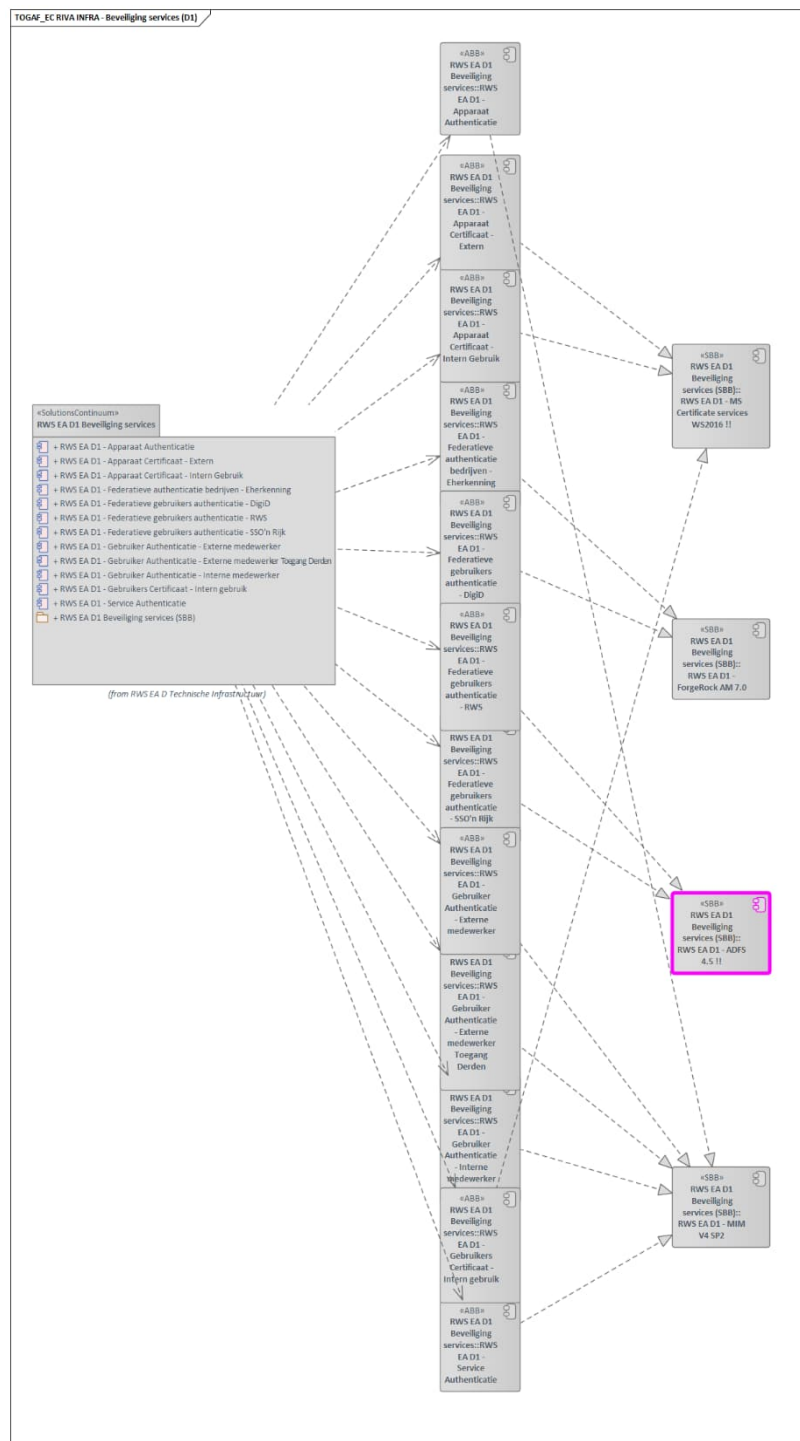 TOGAF_EC RIVA INFRA - Beveiliging services (D1)
«ABB»
RWS EA D1
Beveiliging
services::RWS
EA D1 -
Apparaat
Authenticatie
«ABB»
RWS EA D1
Beveiliging
services::RWS
EA D1 -
Apparaat
Certificaat -
Extern
«ABB»
RWS EA D1
Beveiliging
services::RWS
EA D1 -
Apparaat
Certificaat -
Intern Gebruik
«ABB»
RWS EA D1
Beveiliging
services::RWS
EA D1 -
Federatieve
authenticatie
bedrijven -
Eherkenning
«ABB»
RWS EA D1
Beveiliging
services::RWS
EA D1 -
Federatieve
gebruikers
authenticatie
- DigiD
«ABB»
RWS EA D1
Beveiliging
services::RWS
EA D1 -
Federatieve
gebruikers
authenticatie
- RWS
RWS EA D1
Beveiliging
services::RWS
EA D1 -
Federatieve
gebruikers
authenticatie
- SSO'n Rijk
«ABB»
RWS EA D1
Beveiliging
services::RWS
EA D1 -
Gebruiker
Authenticatie
- Externe
medewerker
RWS EA D1
Beveiliging
services::RWS
EA D1 -
Gebruiker
Authenticatie
- Externe
medewerker
Toegang
Derden
RWS EA D1
Beveiliging
services::RWS
EA D1 -
Gebruiker
Authenticatie
- Interne
medewerker
«ABB»
RWS EA D1
Beveiliging
services::RWS
EA D1 -
Gebruikers
Certificaat -
Intern gebruik
«ABB»
RWS EA D1
Beveiliging
services::RWS
EA D1 -
Service
Authenticatie
«SolutionsContinuum»
RWS EA D1 Beveiliging services
+ RWS EA D1 - Apparaat Authenticatie
+ RWS EA D1 - Apparaat Certificaat - Extern
+ RWS EA D1 - Apparaat Certificaat - Intern Gebruik
+ RWS EA D1 - Federatieve authenticatie bedrijven - Eherkenning
+ RWS EA D1 - Federatieve gebruikers authenticatie - DigiD
+ RWS EA D1 - Federatieve gebruikers authenticatie - RWS
+ RWS EA D1 - Federatieve gebruikers authenticatie - SSO'n Rijk
+ RWS EA D1 - Gebruiker Authenticatie - Externe medewerker
+ RWS EA D1 - Gebruiker Authenticatie - Externe medewerker Toegang Derden
+ RWS EA D1 - Gebruiker Authenticatie - Interne medewerker
+ RWS EA D1 - Gebruikers Certificaat - Intern gebruik
+ RWS EA D1 - Service Authenticatie
+ RWS EA D1 Beveiliging services (SBB)
(from RWS EA D Technische Infrastructuur)
«SBB»
RWS EA D1
Beveiliging
services (SBB)::
RWS EA D1 - MS
Certificate services
WS2016 !!
«SBB»
RWS EA D1
Beveiliging
services (SBB)::
RWS EA D1 -
ForgeRock AM 7.0
«SBB»
RWS EA D1
Beveiliging
services (SBB)::
RWS EA D1 - ADFS
4.5 !!
«SBB»
RWS EA D1
Beveiliging
services (SBB)::
RWS EA D1 - MIM
V4 SP2